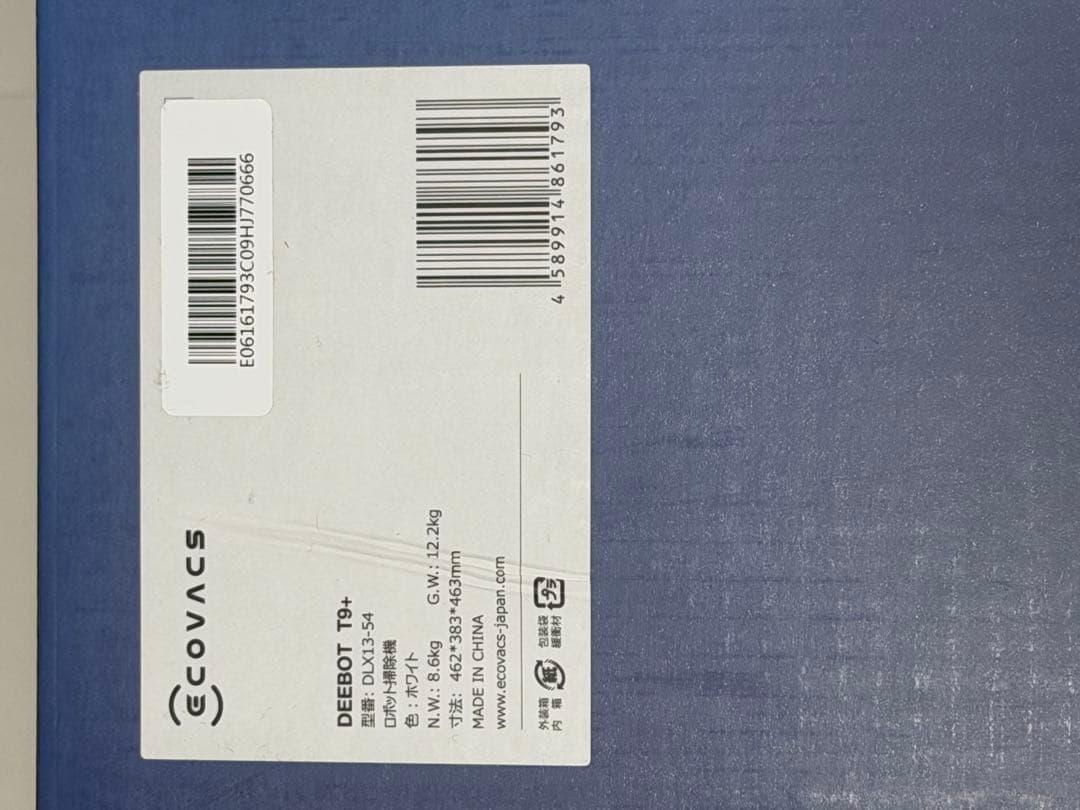 ECOVACS
E06161793C09HJ770666
DEEBOT T9+
型番: DLX13-54
ロボット掃除機
色：ホワイト
N.W.: 8.6kg G.W.: 12.2kg
寸法: 462*383*463mm
MADE IN CHINA
www.ecovacs-japan.com
4 589914 861793
外装箱
内 箱
紙
包装袋
緩衝材
プラ